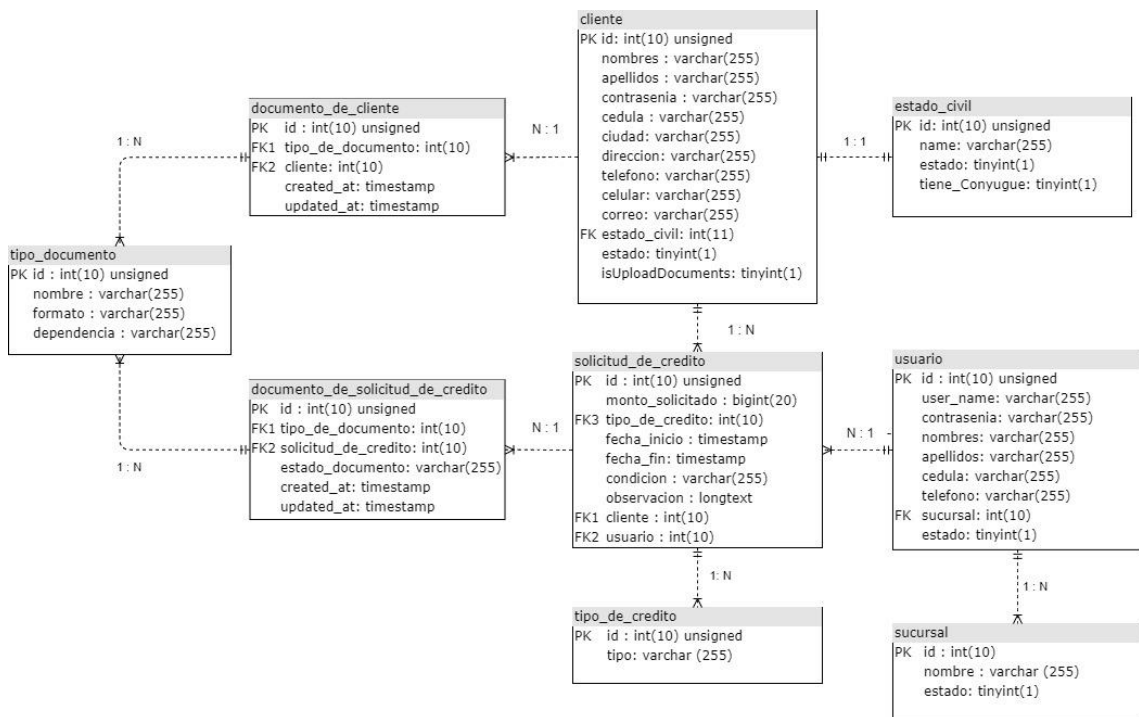 cliente
PK id: int(10) unsigned
nombres : varchar(255)
apellidos : varchar(255)
contrasenia : varchar(255)
cedula : varchar(255)
ciudad: varchar(255)
direccion: varchar(255)
telefono: varchar(255)
celular: varchar(255)
correo: varchar(255)
FK estado_civil: int(11)
estado: tinyint(1)
isUploadDocuments: tinyint(1)
documento_de_cliente
PK id : int(10) unsigned
FK1 tipo_de_documento: int(10)
FK2 cliente: int(10)
created_at: timestamp
updated_at: timestamp
N : 1
1 : 1
estado_civil
PK id: int(10) unsigned
name: varchar(255)
estado: tinyint(1)
tiene_Conyugue: tinyint(1)
1: N
tipo_documento
PK id : int(10) unsigned
nombre : varchar(255)
formato : varchar(255)
dependencia : varchar(255)
1 : N
1: N
solicitud_de_credito
PK id : int(10) unsigned
monto_solicitado : bigint(20)
FK3 tipo_de_credito: int(10)
fecha_inicio : timestamp
fecha_fin: timestamp
condicion : varchar(255)
observacion : longtext
FK1 cliente : int(10)
FK2 usuario : int(10)
documento_de_solicitud_de_credito
PK id : int(10) unsigned
FK1 tipo_de_documento: int(10)
FK2 solicitud_de_credito: int(10)
estado_documento: varchar(255)
created_at: timestamp
updated_at: timestamp
N : 1
N: 1
usuario
PK id : int(10) unsigned
user_name: varchar(255)
contrasenia: varchar(255)
nombres: varchar(255)
apellidos: varchar(255)
cedula: varchar(255)
telefono: varchar(255)
FK sucursal: int(10)
estado: tinyint(1)
1: N
tipo_de_credito
PK id : int(10) unsigned
tipo: varchar (255)
1 : N
sucursal
PK id : int(10)
nombre : varchar (255)
estado: tinyint(1)